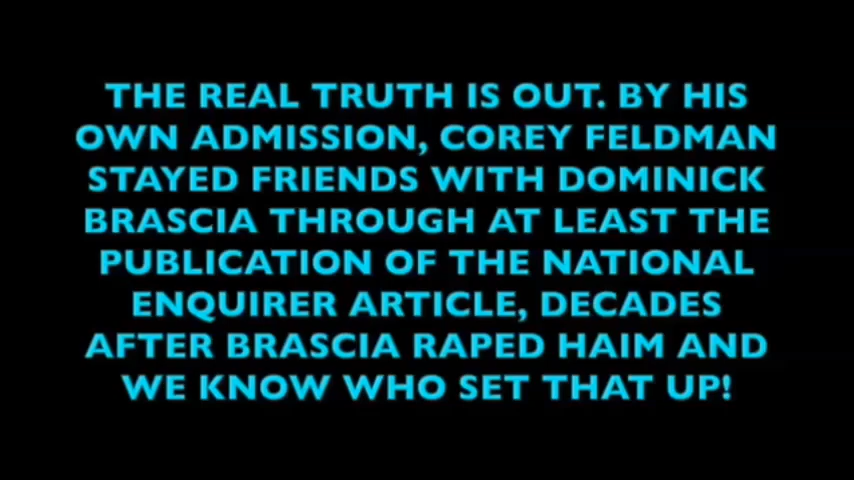 THE REAL TRUTH IS OUT. BY HIS
OWN ADMISSION, COREY FELDMAN
STAYED FRIENDS WITH DOMINICK
BRASCIA THROUGH AT LEAST THE
PUBLICATION OF THE NATIONAL
ENQUIRER ARTICLE, DECADES
AFTER BRASCIA RAPED HAIM AND
WE KNOW WHO SET THAT UP!